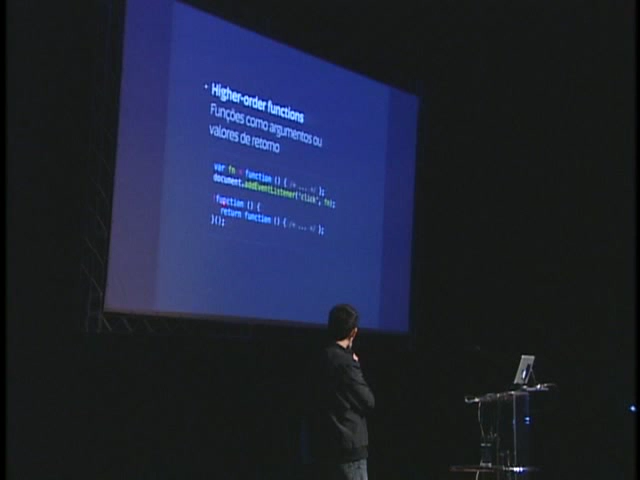 • Higher-order functions
Funções como argumentos ou
valores de retorno
var fn = function () { /* ... */ };
document.addEventListener('click', fn);
!function () {
return function () { /* ... */ };
}();